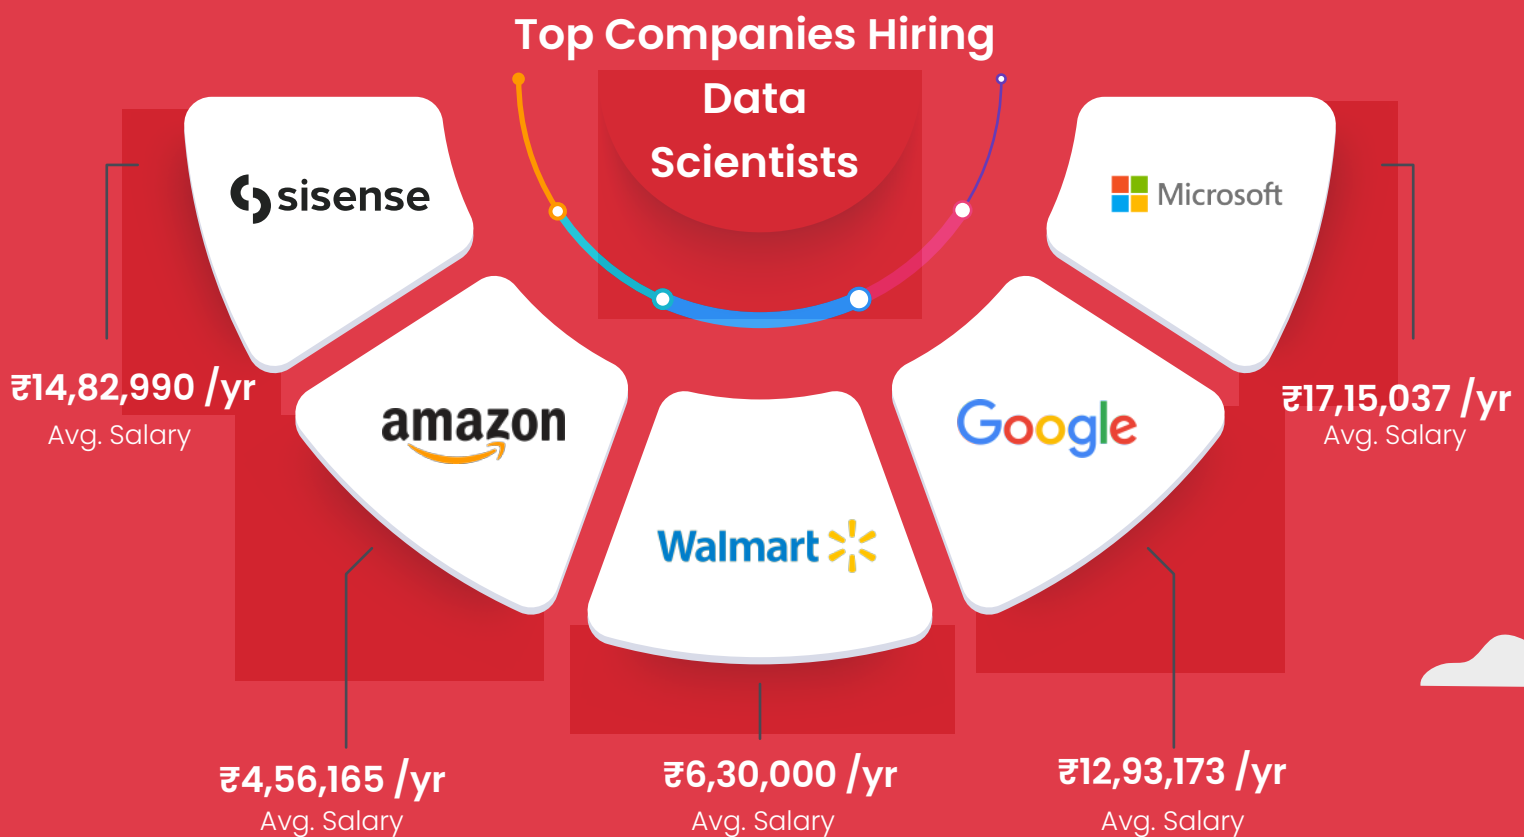 Top Companies Hiring
Data
Scientists
sisense
Microsoft
amazon
Google
Walmart
₹14,82,990 /yr
Avg. Salary
₹17,15,037 /yr
Avg. Salary
₹4,56,165 /yr
Avg. Salary
₹6,30,000 /yr
Avg. Salary
₹12,93,173 /yr
Avg. Salary